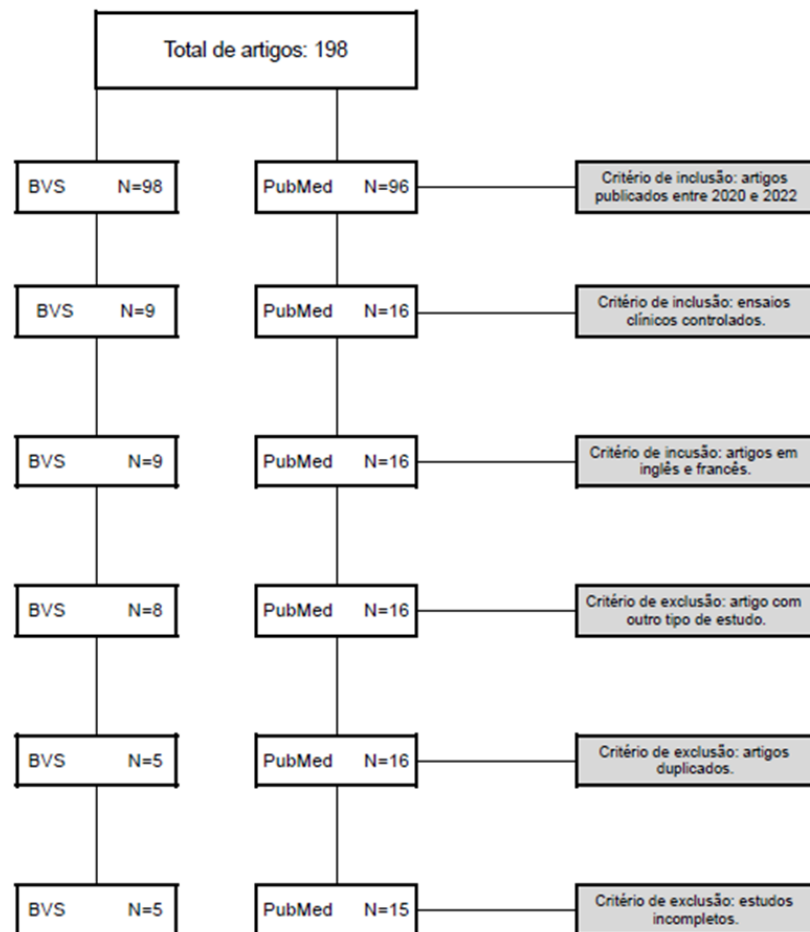 Total de artigos: 198
BVS N=98
PubMed N=96
Critério de inclusão: artigos
publicados entre 2020 e 2022
BVS N=9
PubMed N=16
Critério de inclusão: ensaios
clínicos controlados.
BVS N=9
PubMed N=16
Critério de incusão: artigos em
inglês e francês.
BVS N=8
PubMed N=16
Critério de exclusão: artigo com
outro tipo de estudo.
BVS N=5
PubMed N=16
Critério de exclusão: artigos
duplicados.
BVS N=5
PubMed N=15
Critério de exclusão: estudos
incompletos.